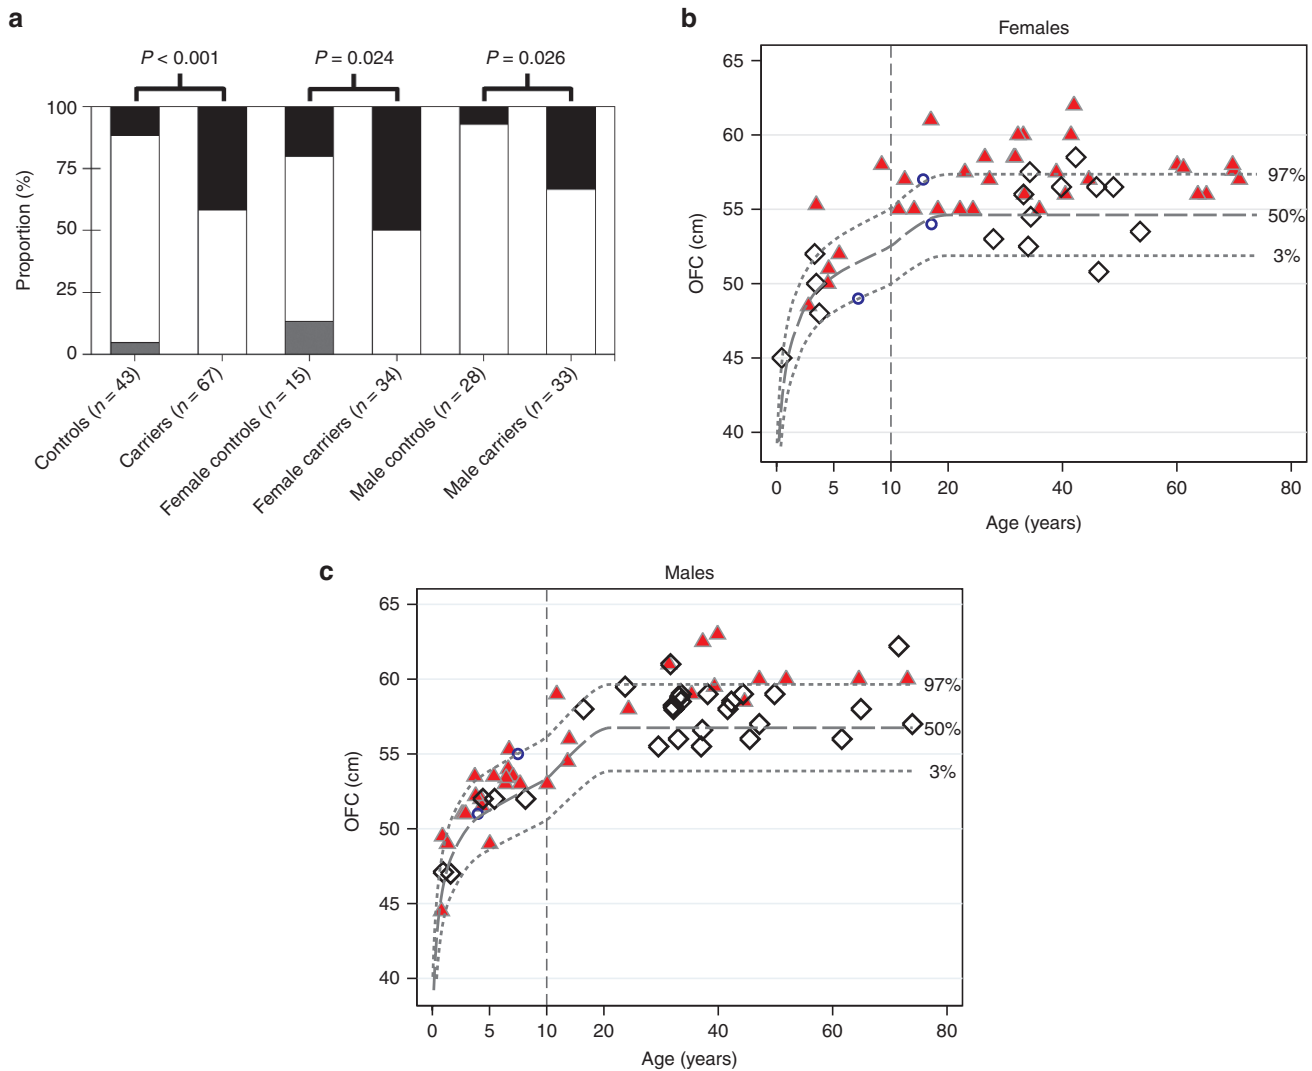 a
P < 0.001
P = 0.024
P = 0.026
Proportion (%)
100
75
50
25
0
Controls (n = 43)
Carriers (n = 67)
Female controls (n = 15)
Female carriers (n = 34)
Male controls (n = 28)
Male carriers (n = 33)
b
Females
OFC (cm)
65
60
55
50
45
40
97%
50%
3%
0 5 10 20 40 60 80
Age (years)
c
Males
OFC (cm)
65
60
55
50
45
40
97%
50%
3%
0 5 10 20 40 60 80
Age (years)